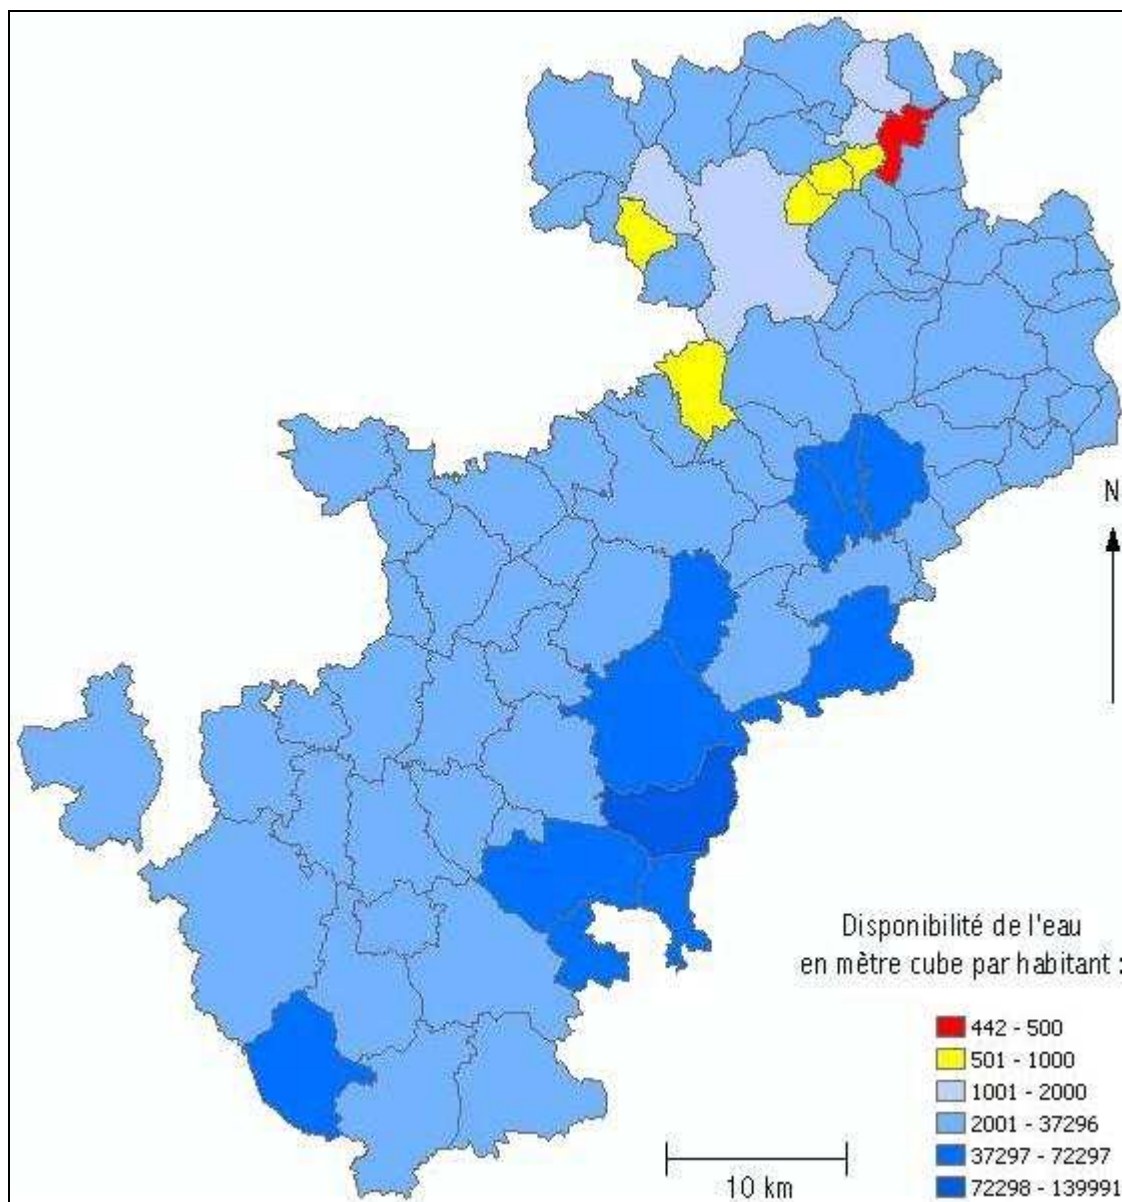 N
Disponibilité de l'eau
en mètre cube par habitant :
442 - 500
501 - 1000
1001 - 2000
2001 - 37296
37297 - 72297
72298 - 139991
10 km